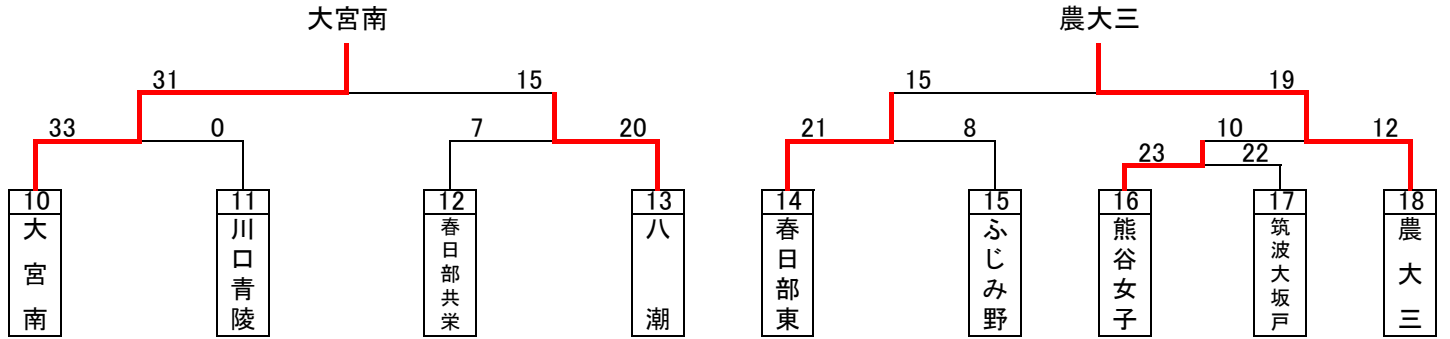 大宮南 農大三
31 15 15 19
33 0 7 20 21 8 10 12
23 22
10 11 12 13 14 15 16 17 18
大宮南
川口青陵
春日部共栄
八潮
春日部東
ふじみ野
熊谷女子
筑波大坂戸
農大三